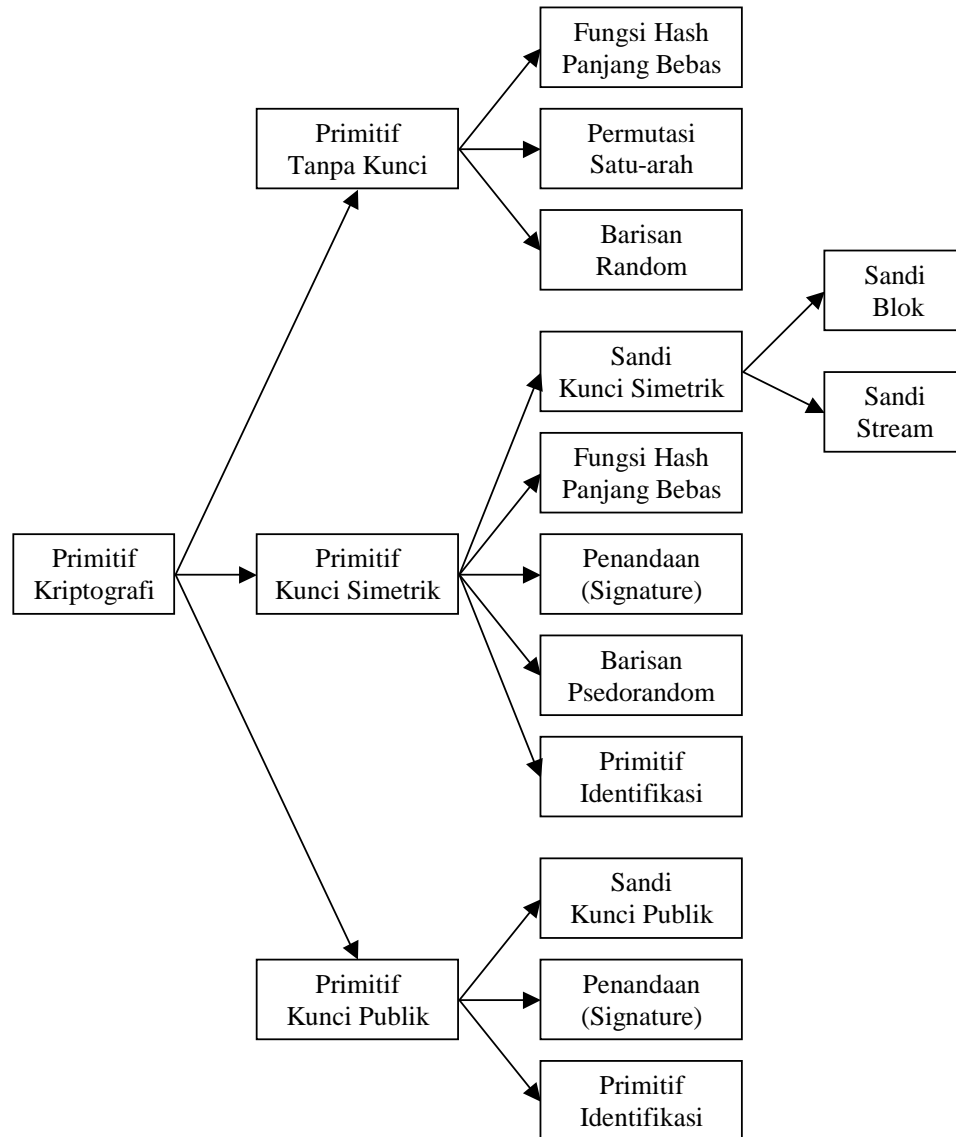 Fungsi Hash
Panjang Bebas
Primitif
Tanpa Kunci
Permutasi
Satu-arah
Barisan
Random
Sandi
Blok
Sandi
Kunci Simetrik
Sandi
Stream
Fungsi Hash
Panjang Bebas
Primitif
Kriptografi
Primitif
Kunci Simetrik
Penandaan
(Signature)
Barisan
Psedorandom
Primitif
Identifikasi
Sandi
Kunci Publik
Primitif
Kunci Publik
Penandaan
(Signature)
Primitif
Identifikasi